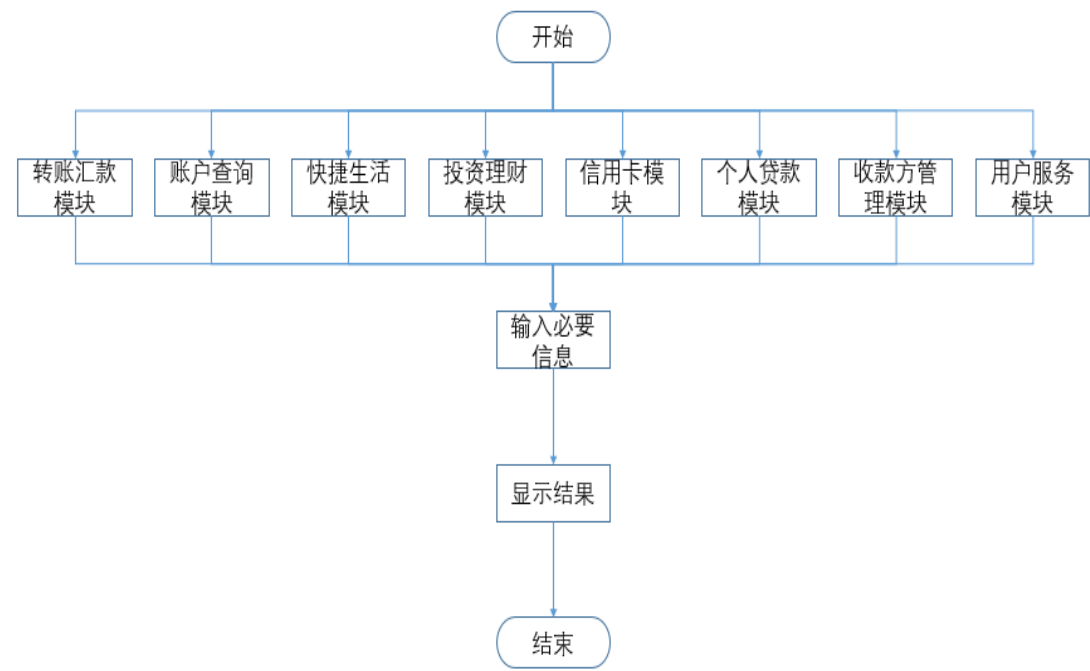 开始
转账汇款
模块
账户查询
模块
快捷生活
模块
投资理财
模块
信用卡模
块
个人贷款
模块
收款方管
理模块
用户服务
模块
输入必要
信息
显示结果
结束